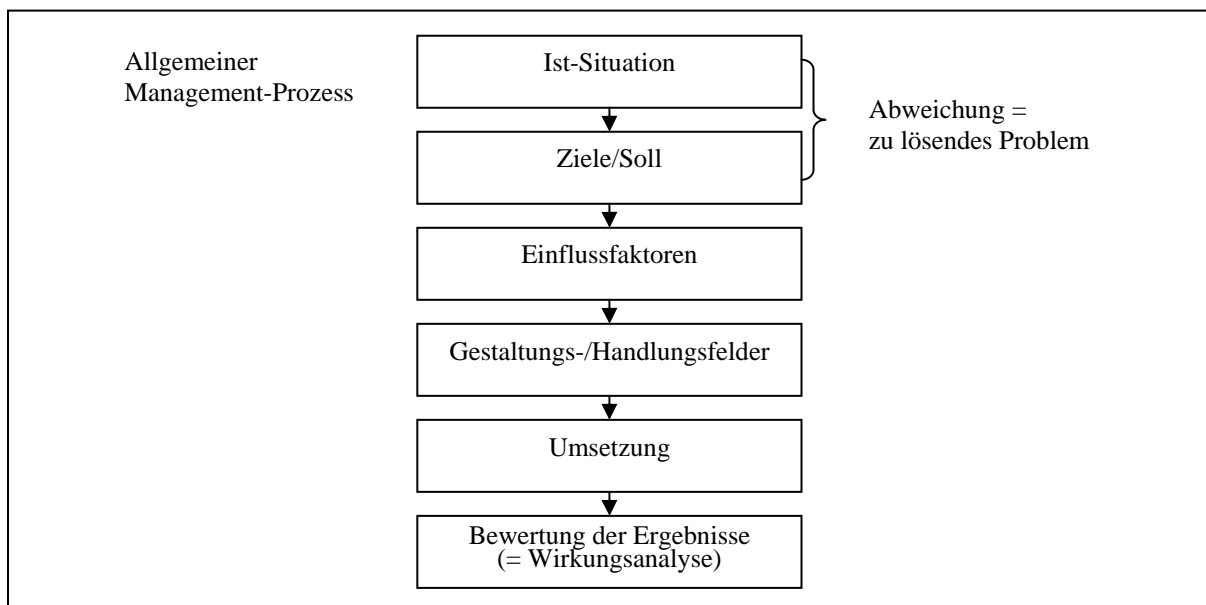 Allgemeiner
Management-Prozess
Ist-Situation
Abweichung =
zu lösendes Problem
Ziele/Soll
Einflussfaktoren
Gestaltungs-/Handlungsfelder
Umsetzung
Bewertung der Ergebnisse
(= Wirkungsanalyse)